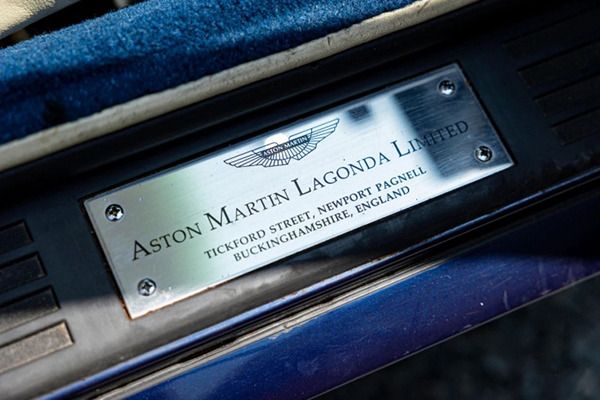 ASTON MARTIN
ASTON MARTIN LAGONDA LIMITED
TICKFORD STREET, NEWPORT PAGNELL
BUCKINGHAMSHIRE, ENGLAND